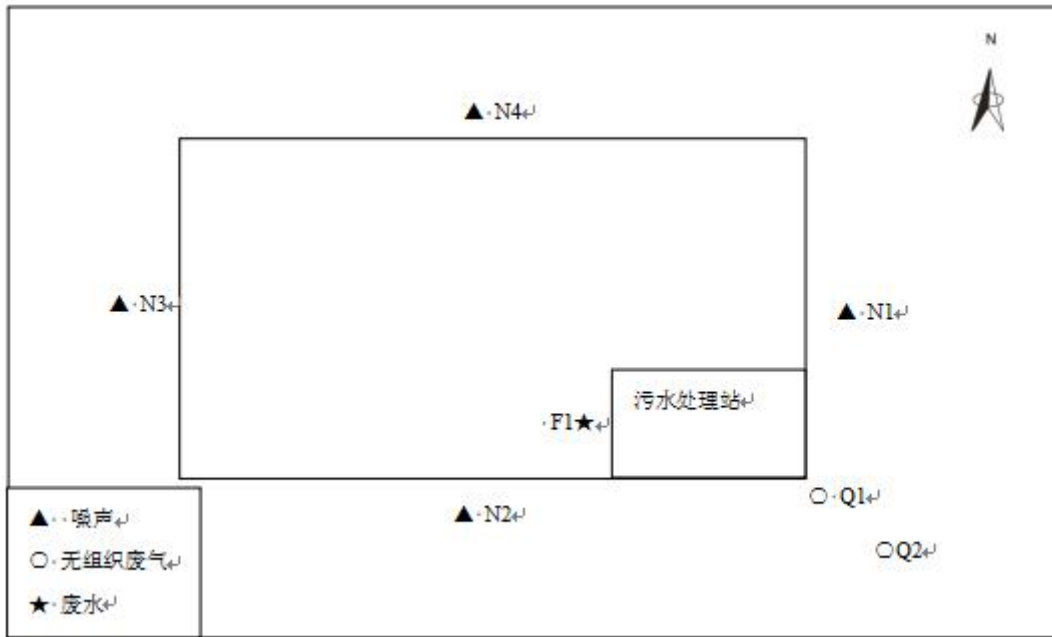 N
▲·N4
▲·N3
▲·N1
污水处理站
·F1★
▲·N2
○·Q1
○Q2
▲··噪声
○·无组织废气
★·废水